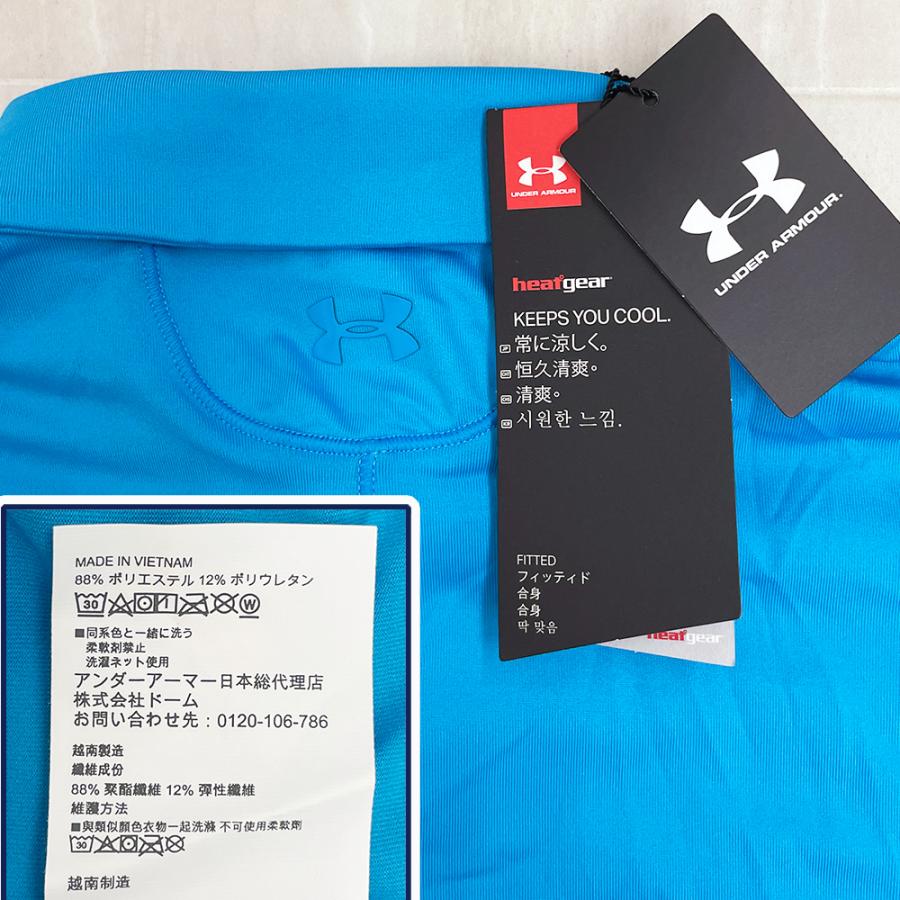 UNDER ARMOUR
UNDER ARMOUR.
heatgear
KEEPS YOU COOL.
JP 常に涼しく。
恒久清爽。
清爽。
KR 시원한 느낌.
FITTED
フィッティド
合身
合身
딱 맞음
heatgear
MADE IN VIETNAM
88% ポリエステル 12% ポリウレタン
30 W
■同系色と一緒に洗う
柔軟剤禁止
洗濯ネット使用
アンダーアーマー日本総代理店
株式会社ドーム
お問い合わせ先：0120-106-786
越南製造
纖維成份
88% 聚酯纖維 12% 彈性纖維
維護方法
■與類似顏色衣物一起洗滌 不可使用柔軟劑
30
越南制造